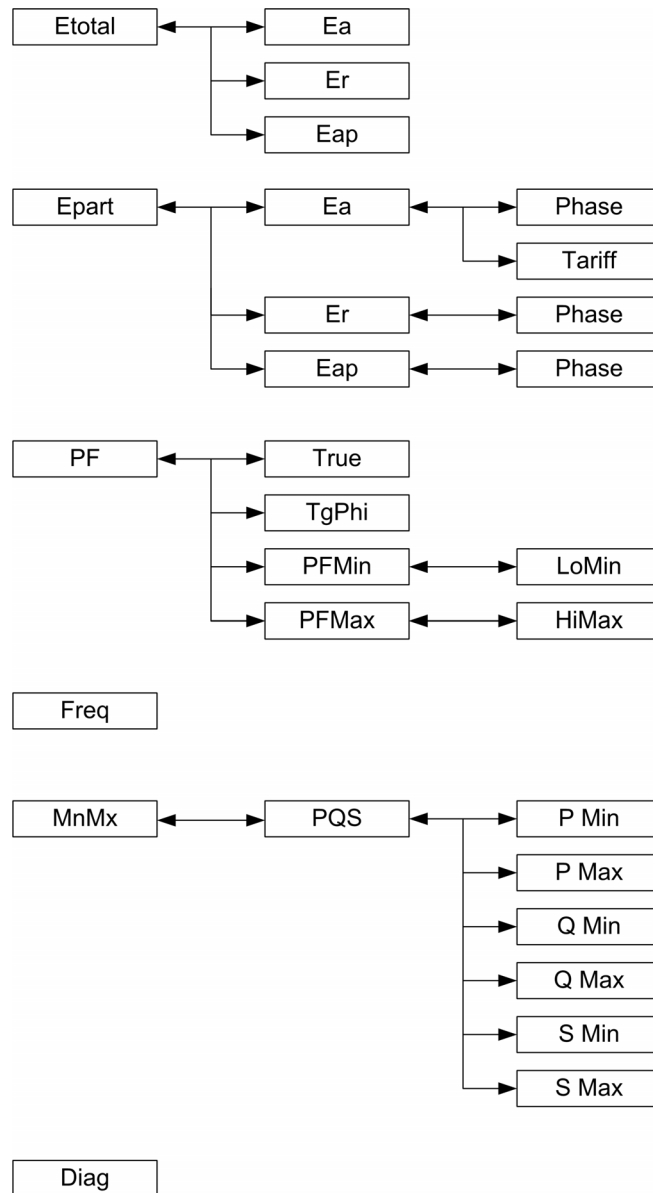 Etotal
Ea
Er
Eap
Epart
Ea
Phase
Tariff
Er
Phase
Eap
Phase
PF
True
TgPhi
PFMin
LoMin
PFMax
HiMax
Freq
MnMx
PQS
P Min
P Max
Q Min
Q Max
S Min
S Max
Diag